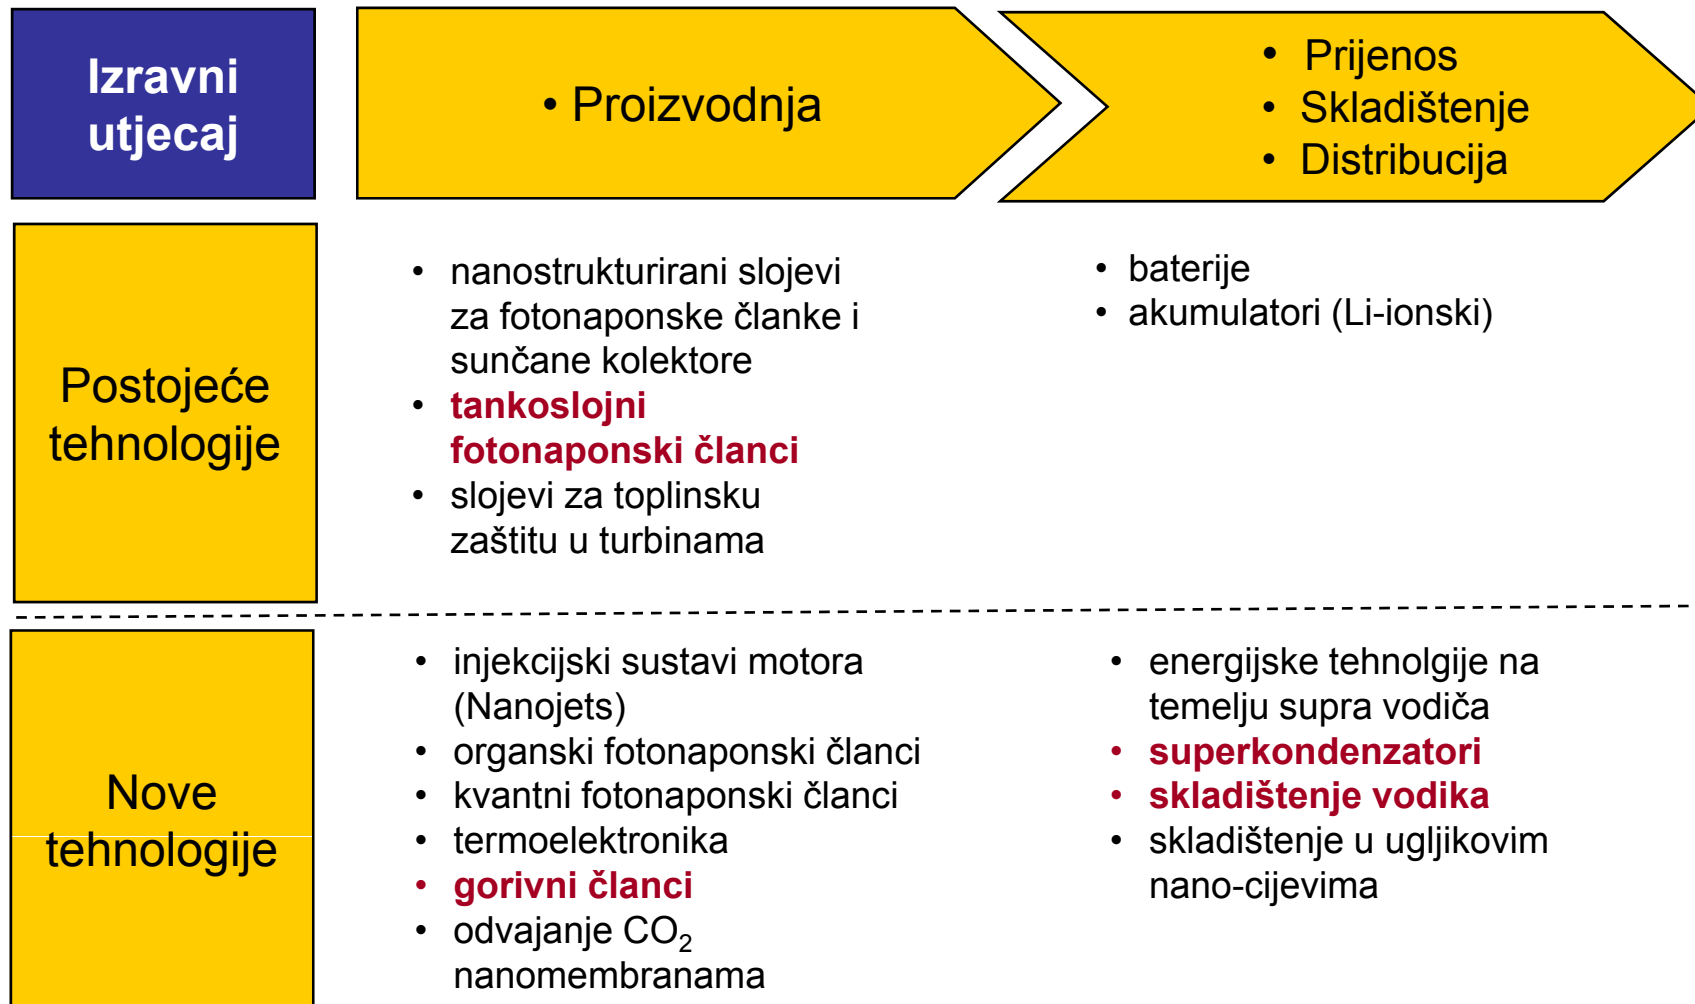 Izravni
utjecaj
• Proizvodnja
• Prijenos
• Skladištenje
• Distribucija
Postojeće
tehnologije
• nanostrukturirani slojevi
za fotonaponske članke i
sunčane kolektore
• tankoslojni
fotonaponski članci
• slojevi za toplinsku
zaštitu u turbinama
• baterije
• akumulatori (Li-ionski)
Nove
tehnologije
• injekcijski sustavi motora
(Nanojets)
• organski fotonaponski članci
• kvantni fotonaponski članci
• termoelektronika
• gorivni članci
• odvajanje CO₂
nanomembranama
• energijske tehnolgije na
temelju supra vodiča
• superkondenzatori
• skladištenje vodika
• skladištenje u ugljikovim
nano-cijevima